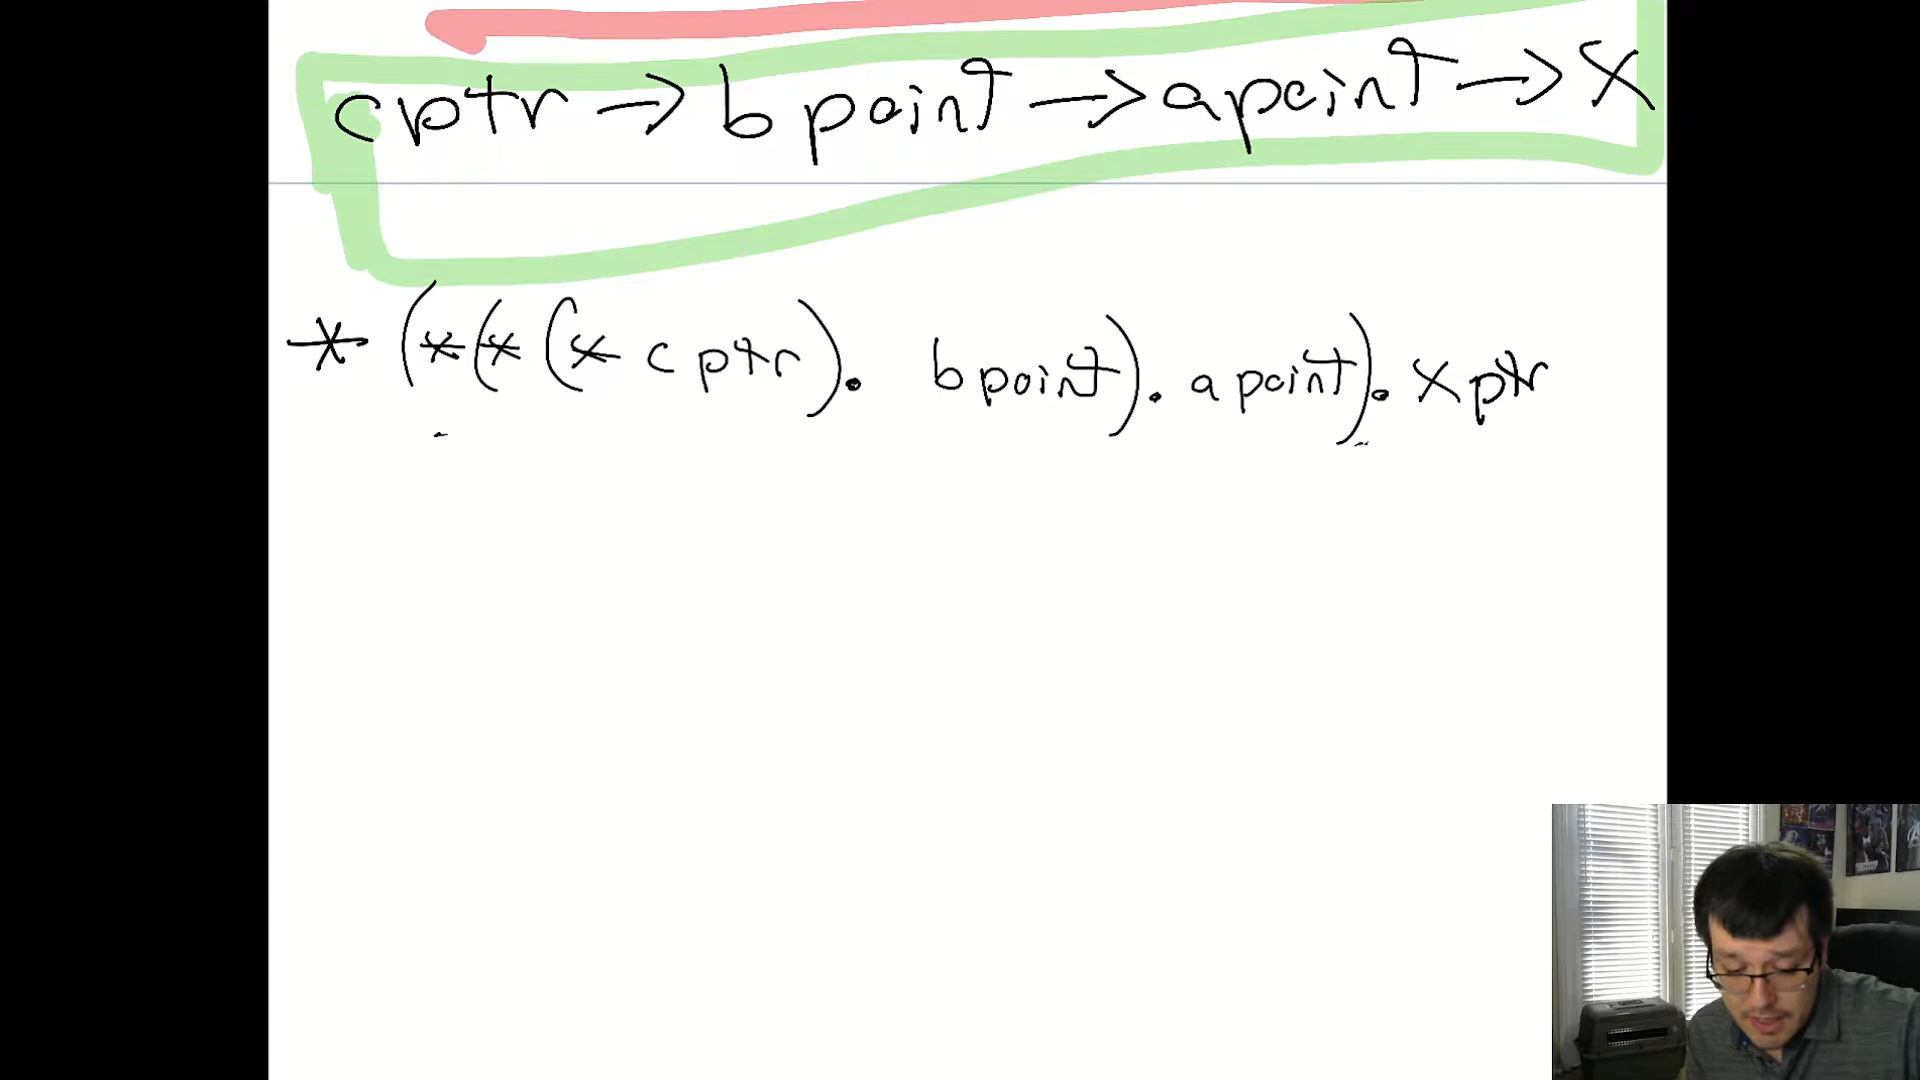 cptr → bpoint → apoint → x
*(*(*(*cptr).bpoint).apoint).xptr